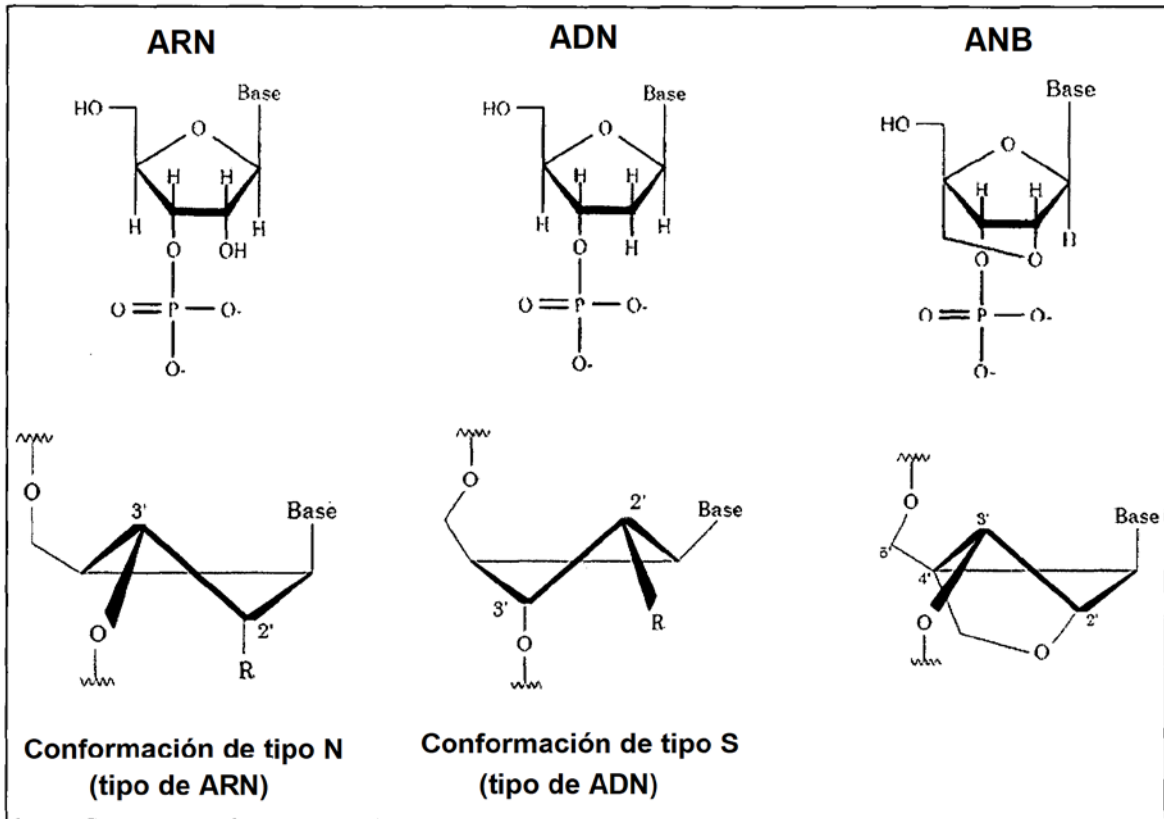 ARN ADN ANB
HO Base HO Base HO Base
O O O
H H H H H H
H H H H
OH H B
O O O O
O P O- O P O- O P O-
O- O- O-
O O O
3' Base 2' Base 3' Base
5'
4'
O 2' 3' R O 2'
R O O
Conformación de tipo N Conformación de tipo S
(tipo de ARN) (tipo de ADN)